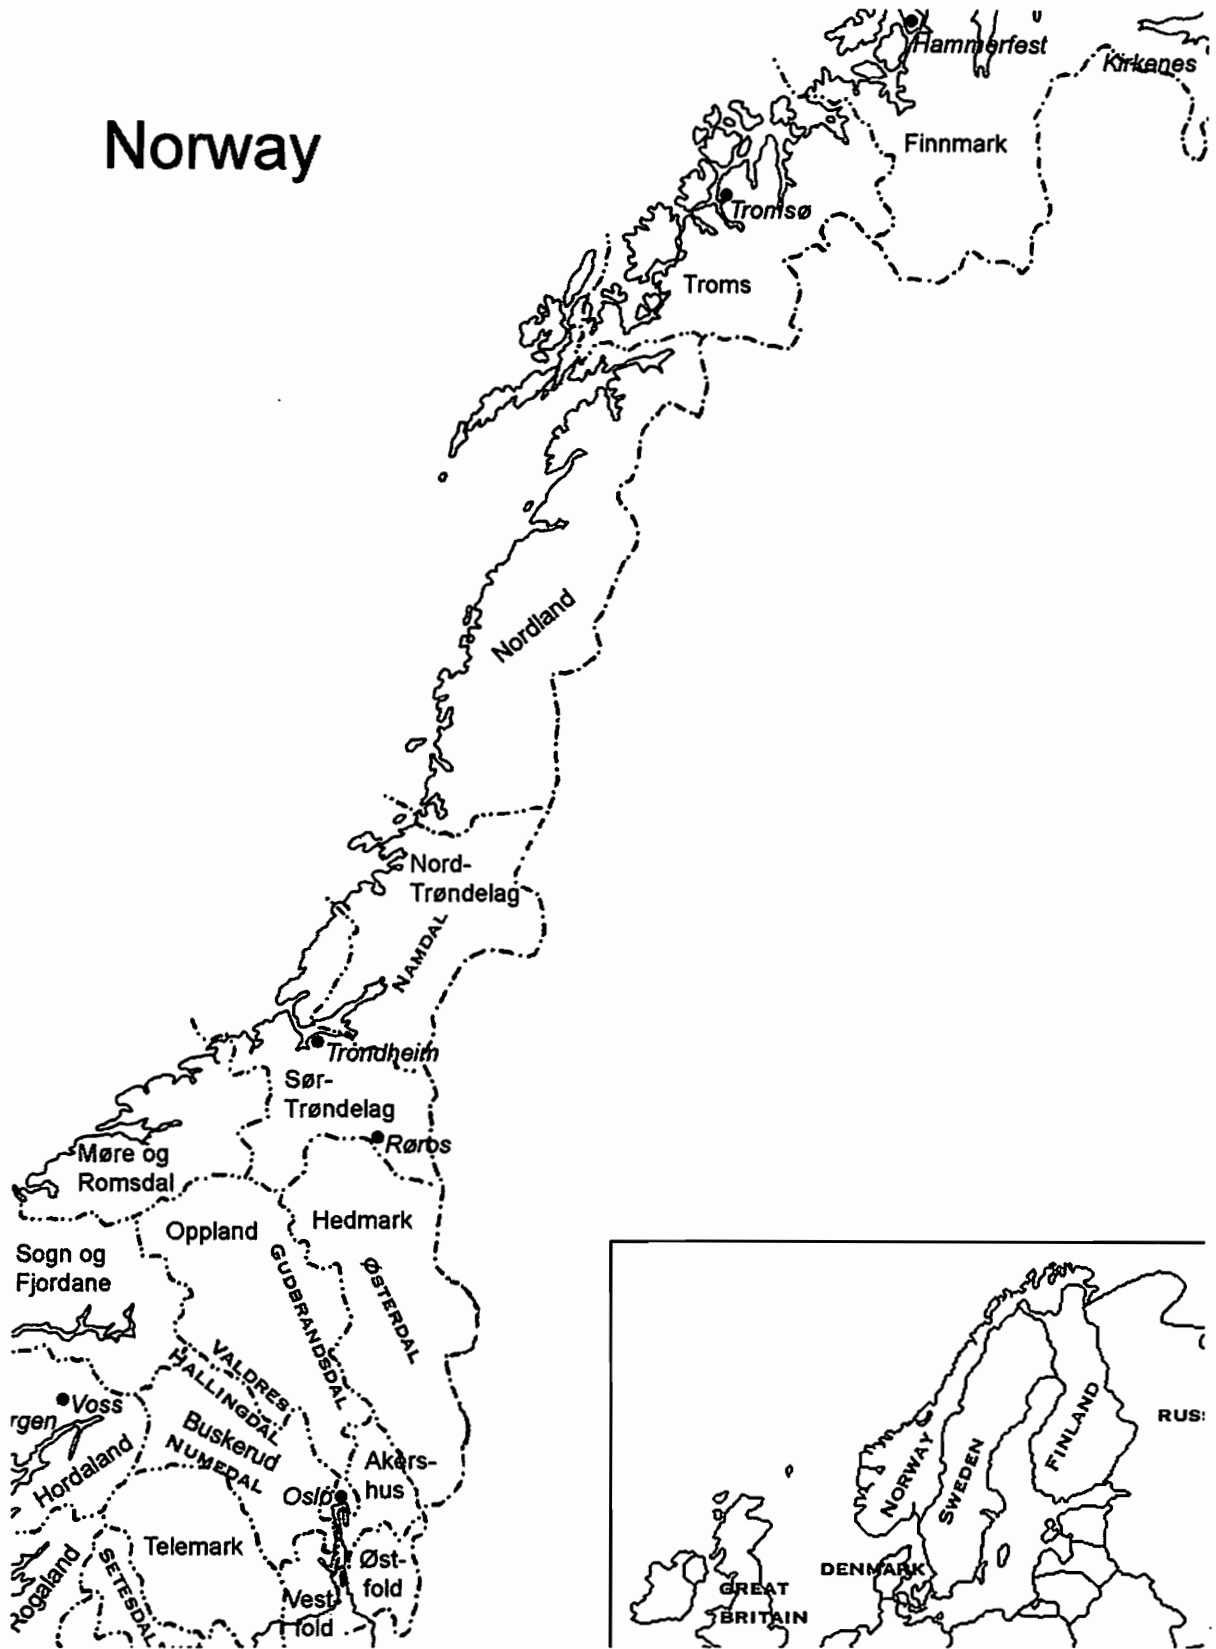 Norway
Hammerfest
Kirkenes
Finnmark
Tromsø
Troms
Nordland
Nord-
Trøndelag
NAMDAL
Trondheim
Sør-
Trøndelag
Røros
Møre og
Romsdal
Oppland
Hedmark
Sogn og
Fjordane
GUDBRANDSDAL
ØSTERDAL
VALDRES
HALLINGDAL
Voss
rgen
Buskerud
NUMEDAL
Hordaland
Akers-
hus
Oslo
Telemark
Øst-
fold
Rogaland
SETESDAL
Vest
fold
NORWAY
SWEDEN
FINLAND
RUS
DENMARK
GREAT
BRITAIN